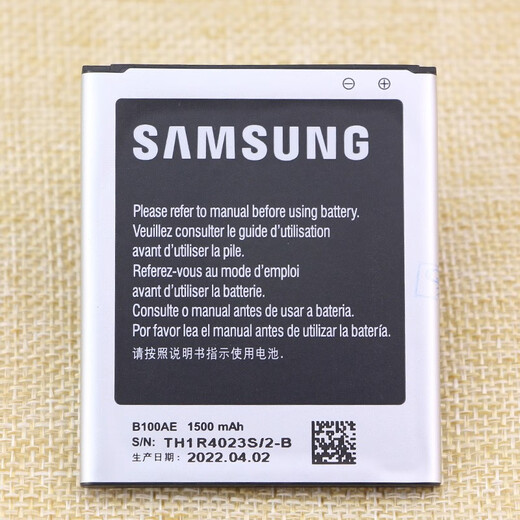 ⊖ ⊕
SAMSUNG
Please refer to manual before using battery.
Veuillez consulter le guide d'utilisation
avant d'utiliser la pile.
Referez-vous au mode d'emploi
avant d'utiliser la batterie.
Consulte o manual antes de usar a bateria.
Por favor lea el manual antes de utilizar la batería.
请按照说明书指示使用电池.
B100AE 1500 mAh
S/N: TH1R4023S/2-B
生产日期: 2022.04.02